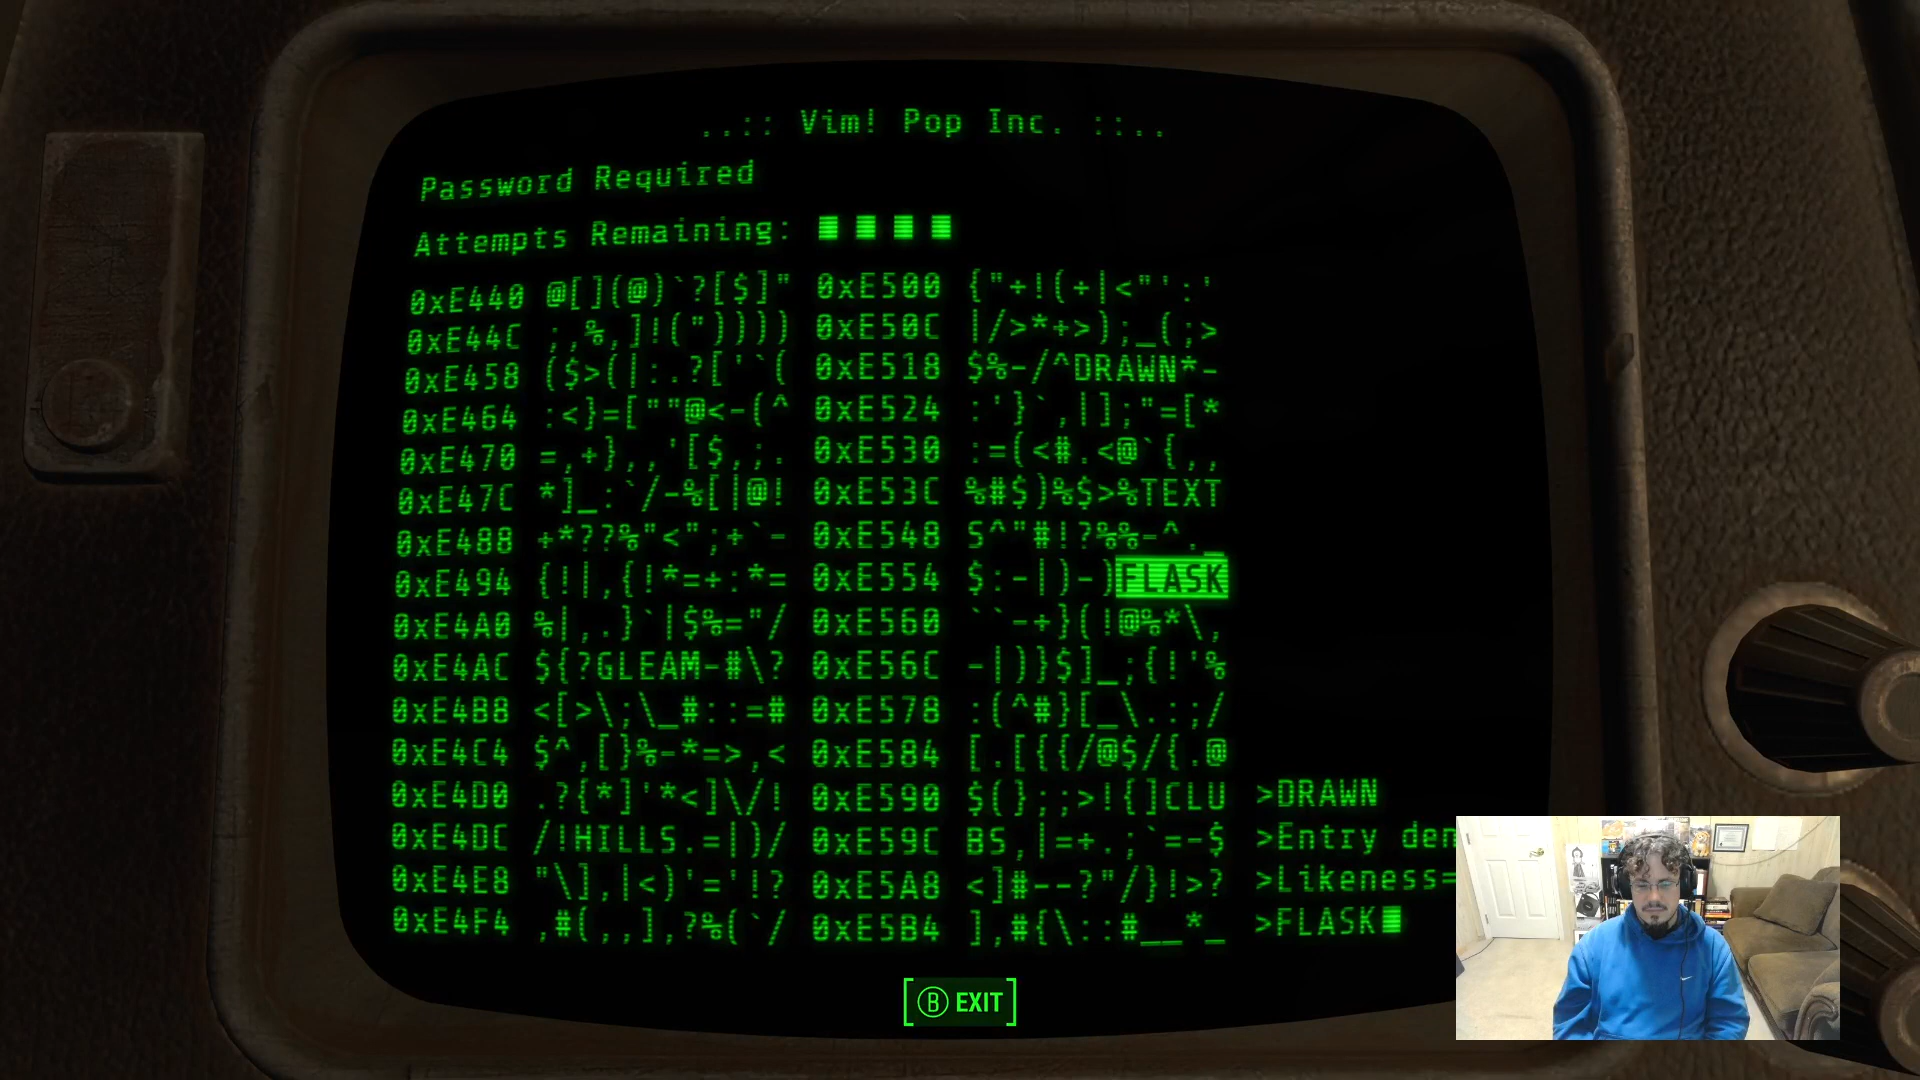 ..:: Vim! Pop Inc. ::..
Password Required
Attempts Remaining:
0xE440 @[](@)`?[$]" 0xE500 {"+!(+|<"':'
0xE44C ;,%,]!(")))) 0xE50C |/>*+>);_(;>
0xE458 ($>(|:.?['`( 0xE518 $%-/^DRAWN*-
0xE464 :<}=[""@<-(^ 0xE524 :'}`,|];"=[*
0xE470 =,+},,'[$,;. 0xE530 :=(<#.<@`{,,
0xE47C *]_:`/-%[|@! 0xE53C %#$)%$>%TEXT
0xE488 +*??%"<";+`- 0xE548 S^"#!?%%-^._
0xE494 {!|,{!*=+:*= 0xE554 $:-|)-)FLASK
0xE4A0 %|,.}`|$%="/ 0xE560 ``-+}(!@%*\,
0xE4AC ${?GLEAM-#\? 0xE56C -|)}$]_;{!'%
0xE4B8 <[>\;\_#::=# 0xE578 :(^#}[_\.:;/
0xE4C4 $^,[}%-*=>,< 0xE584 [.[{{/@$/{.@
0xE4D0 .?{*]'*<]\/! 0xE590 $(};;>!{]CLU >DRAWN
0xE4DC /!HILLS.=|)/ 0xE59C BS,|=+.;`=-$ >Entry den
0xE4E8 "\],|<)'='!? 0xE5A8 <]#--?"/}!>? >Likeness=
0xE4F4 ,#(,,],?%(`/ 0xE5B4 ],#{\::#__*_ >FLASK
[Ⓑ EXIT]